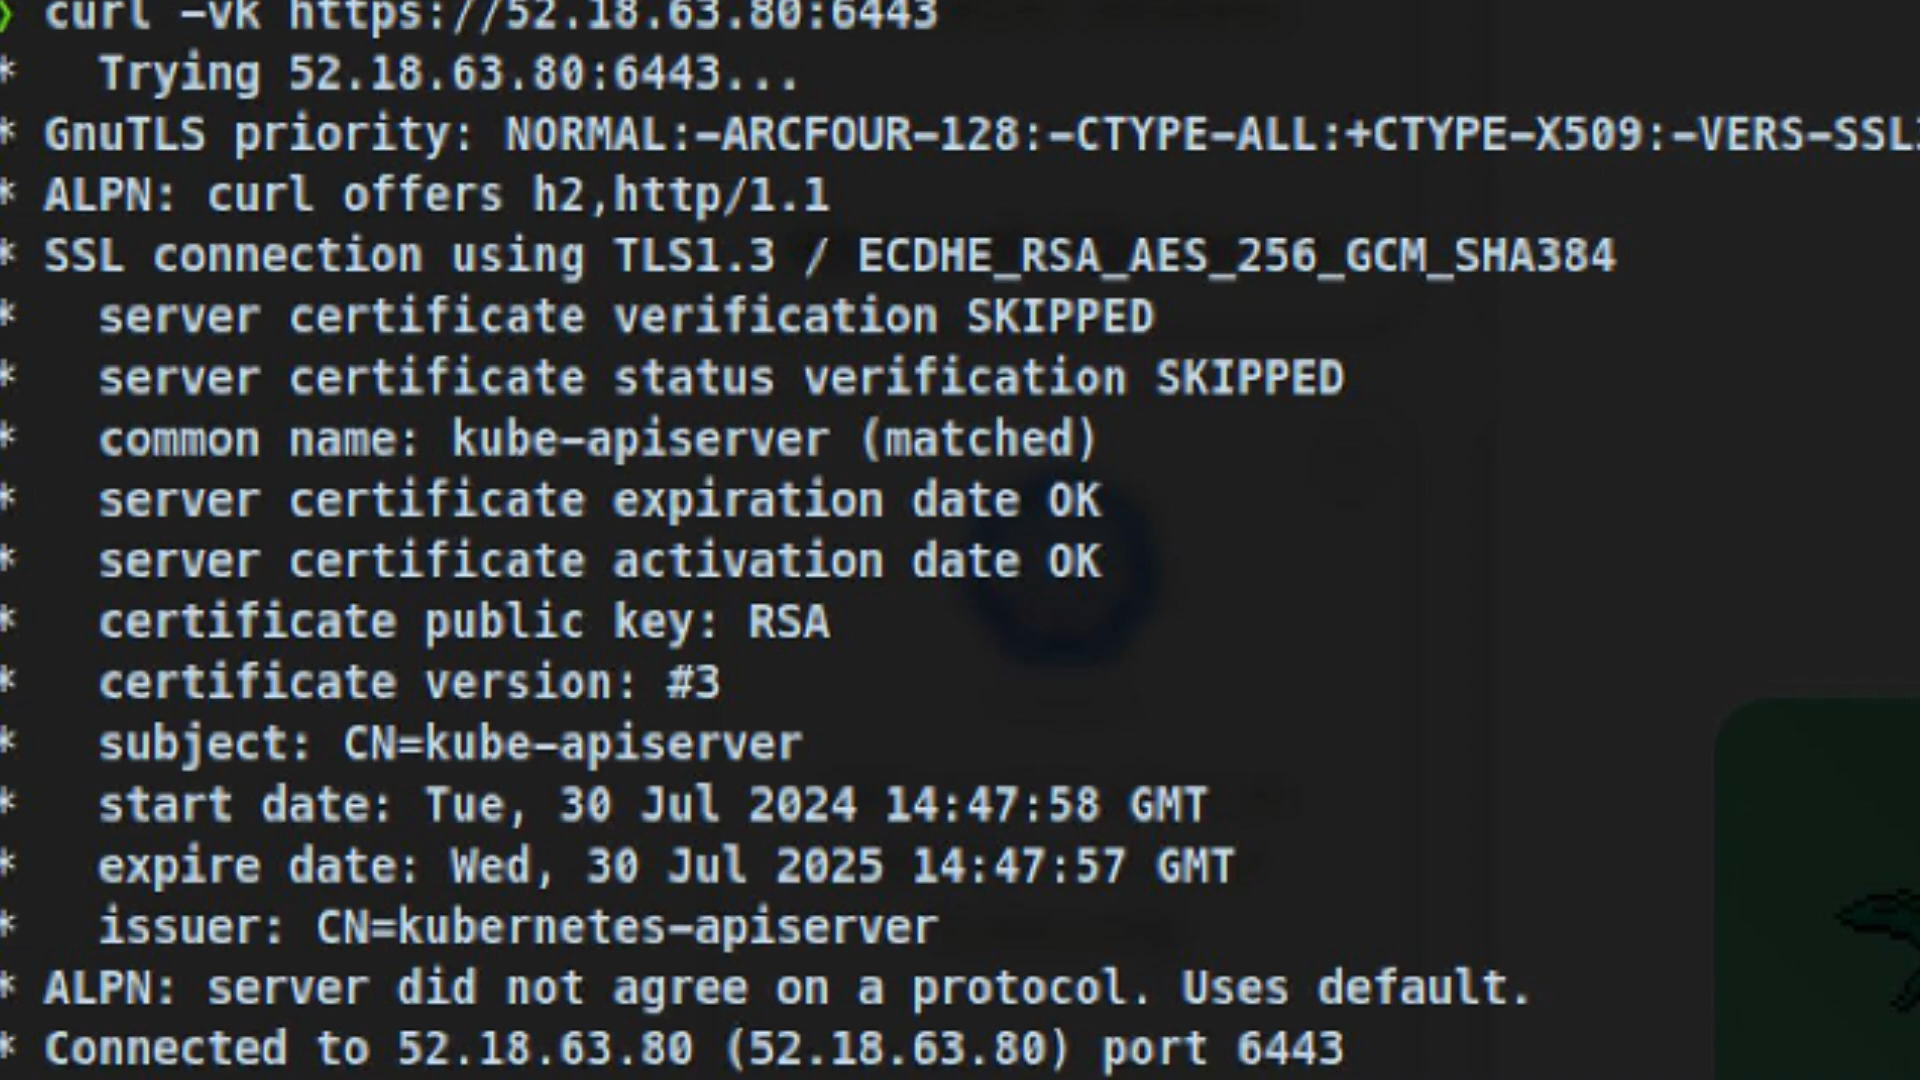 curl -vk https://52.18.63.80:6443
* Trying 52.18.63.80:6443...
* GnuTLS priority: NORMAL:-ARCFOUR-128:-CTYPE-ALL:+CTYPE-X509:-VERS-SSL
* ALPN: curl offers h2,http/1.1
* SSL connection using TLS1.3 / ECDHE_RSA_AES_256_GCM_SHA384
* server certificate verification SKIPPED
* server certificate status verification SKIPPED
* common name: kube-apiserver (matched)
* server certificate expiration date OK
* server certificate activation date OK
* certificate public key: RSA
* certificate version: #3
* subject: CN=kube-apiserver
* start date: Tue, 30 Jul 2024 14:47:58 GMT
* expire date: Wed, 30 Jul 2025 14:47:57 GMT
* issuer: CN=kubernetes-apiserver
* ALPN: server did not agree on a protocol. Uses default.
* Connected to 52.18.63.80 (52.18.63.80) port 6443